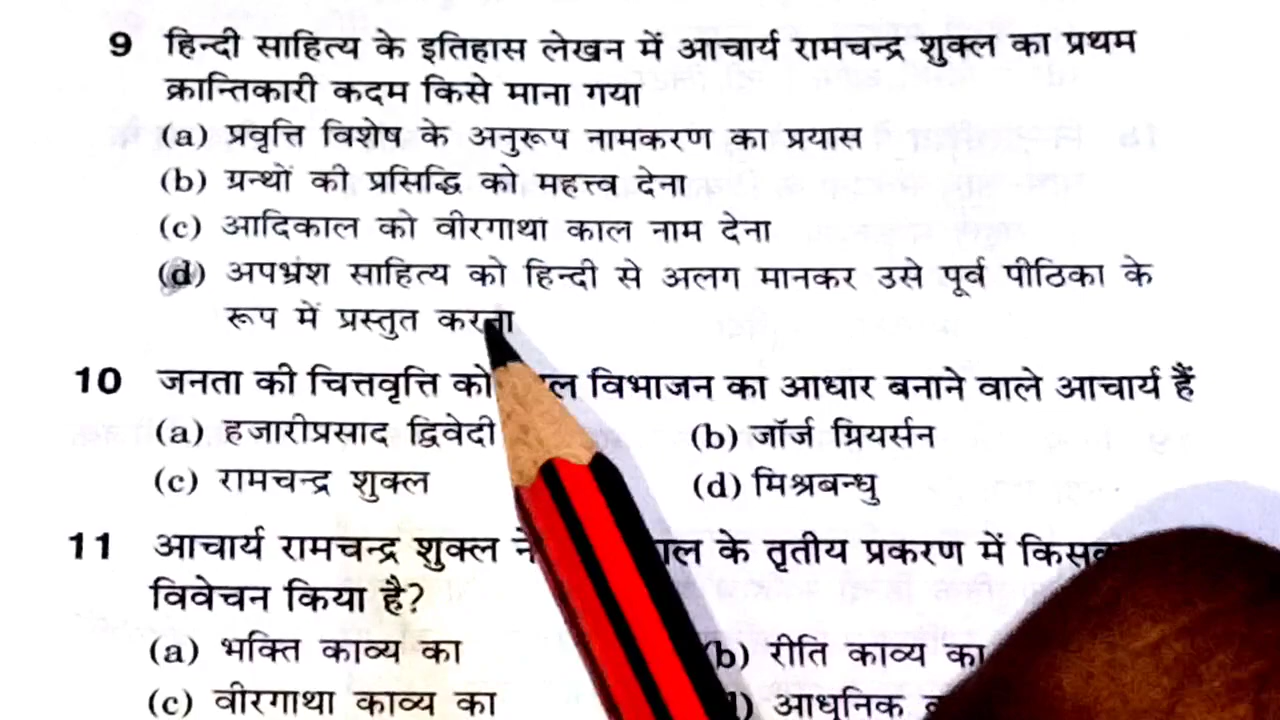 9 हिन्दी साहित्य के इतिहास लेखन में आचार्य रामचन्द्र शुक्ल का प्रथम
क्रान्तिकारी कदम किसे माना गया
(a) प्रवृत्ति विशेष के अनुरूप नामकरण का प्रयास
(b) ग्रन्थों की प्रसिद्धि को महत्त्व देना
(c) आदिकाल को वीरगाथा काल नाम देना
(d) अपभ्रंश साहित्य को हिन्दी से अलग मानकर उसे पूर्व पीठिका के
रूप में प्रस्तुत करना
10 जनता की चित्तवृत्ति को विभाजन का आधार बनाने वाले आचार्य हैं
(a) हजारीप्रसाद द्विवेदी (b) जॉर्ज ग्रियर्सन
(c) रामचन्द्र शुक्ल (d) मिश्रबन्धु
11 आचार्य रामचन्द्र शुक्ल ने के तृतीय प्रकरण में
विवेचन किया है?
(a) भक्ति काव्य का (b) रीति काव्य का
(c) वीरगाथा काव्य का आधुनिक